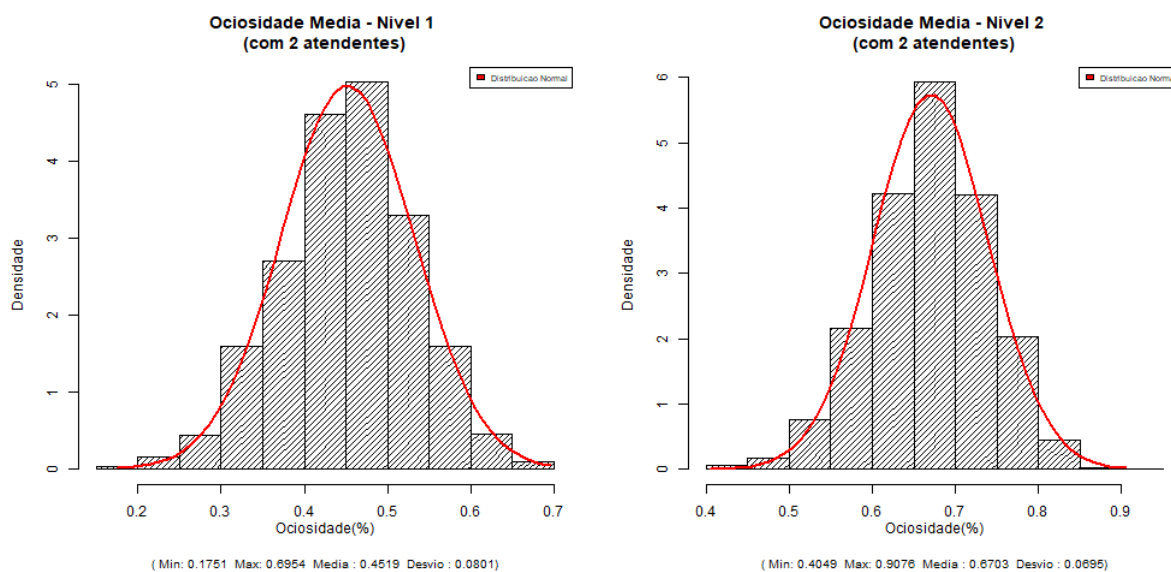 Ociosidade Media - Nivel 1
(com 2 atendentes)
Distribuicao Normal
Densidade
5
4
3
2
1
0
0.2 0.3 0.4 0.5 0.6 0.7
Ociosidade(%)
( Min: 0.1751 Max: 0.6954 Media : 0.4519 Desvio : 0.0801)
Ociosidade Media - Nivel 2
(com 2 atendentes)
Distribuicao Normal
Densidade
6
5
4
3
2
1
0
0.4 0.5 0.6 0.7 0.8 0.9
Ociosidade(%)
( Min: 0.4049 Max: 0.9076 Media : 0.6703 Desvio : 0.0695)